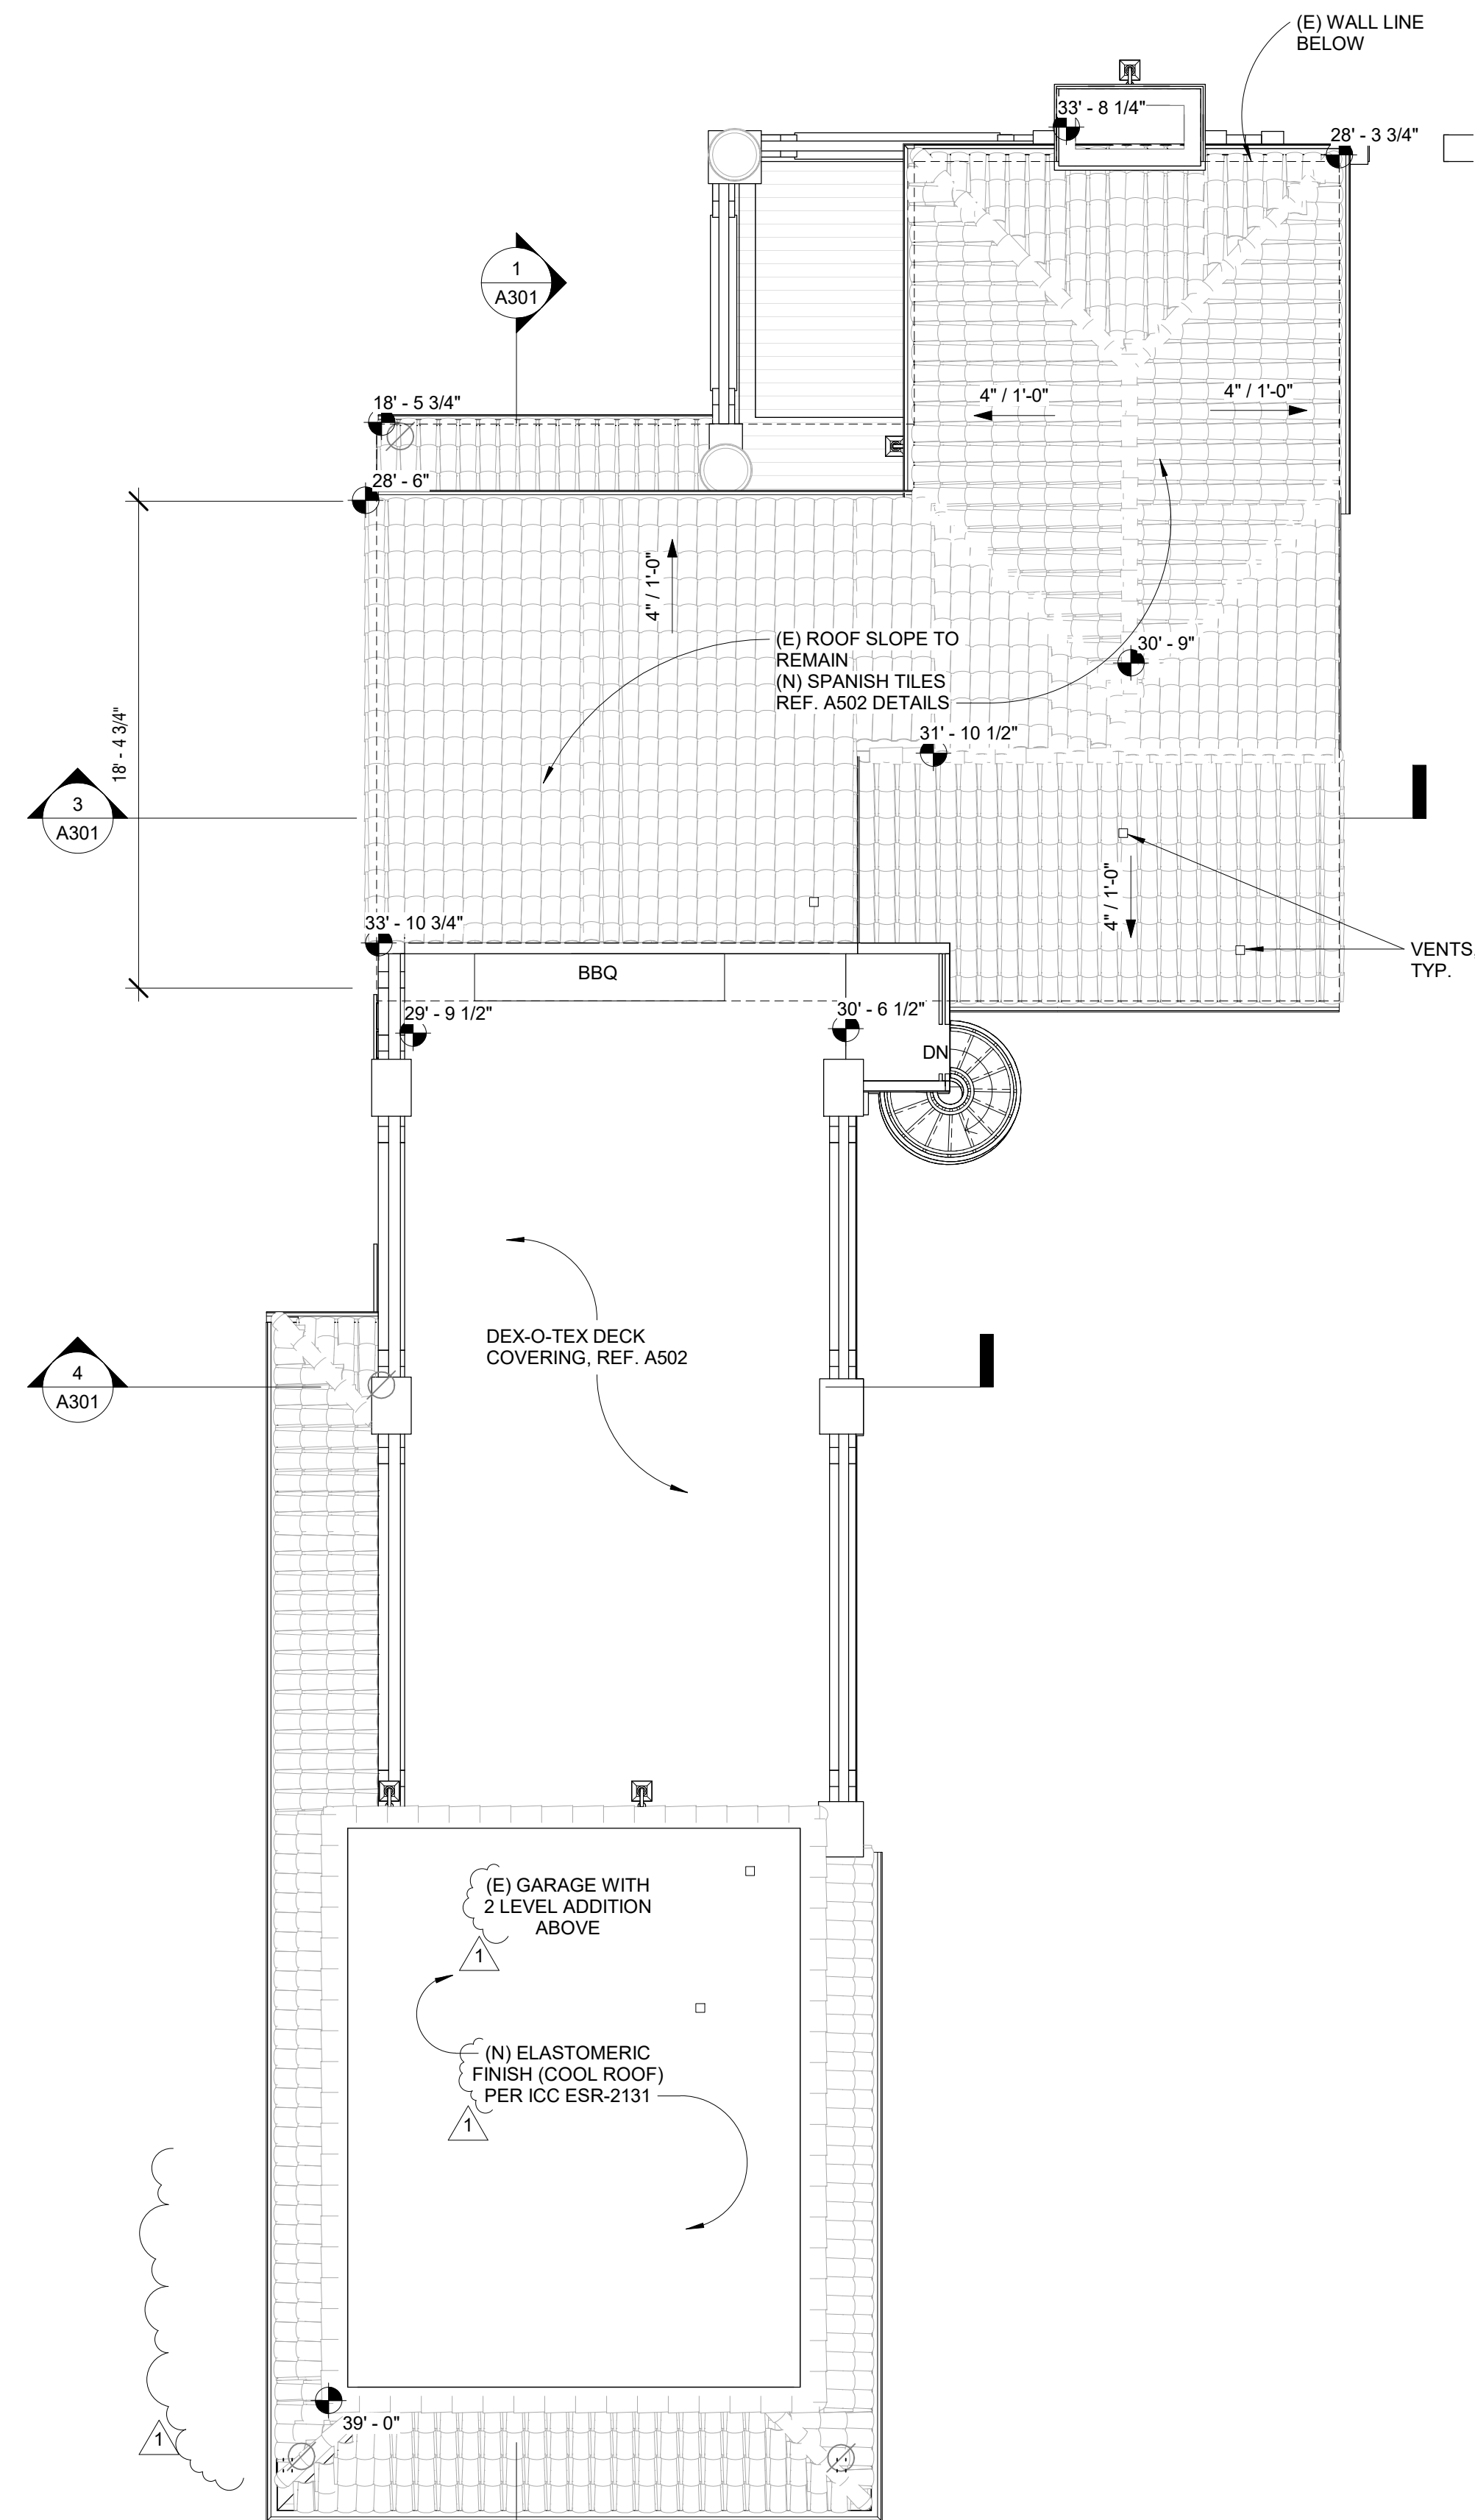 (E) WALL LINE
BELOW
33' - 8 1/4"
28' - 3 3/4"
1
A301
4" / 1'-0"
4" / 1'-0"
18' - 5 3/4"
28' - 6"
4" / 1'-0"
(E) ROOF SLOPE TO
REMAIN
(N) SPANISH TILES
REF. A502 DETAILS
30' - 9"
31' - 10 1/2"
18' - 4 3/4"
3
A301
4" / 1'-0"
33' - 10 3/4"
VENTS,
TYP.
BBQ
29' - 9 1/2"
30' - 6 1/2"
DN
DEX-O-TEX DECK
COVERING, REF. A502
4
A301
(E) GARAGE WITH
2 LEVEL ADDITION
ABOVE
1
(N) ELASTOMERIC
FINISH (COOL ROOF)
PER ICC ESR-2131
1
39' - 0"
1